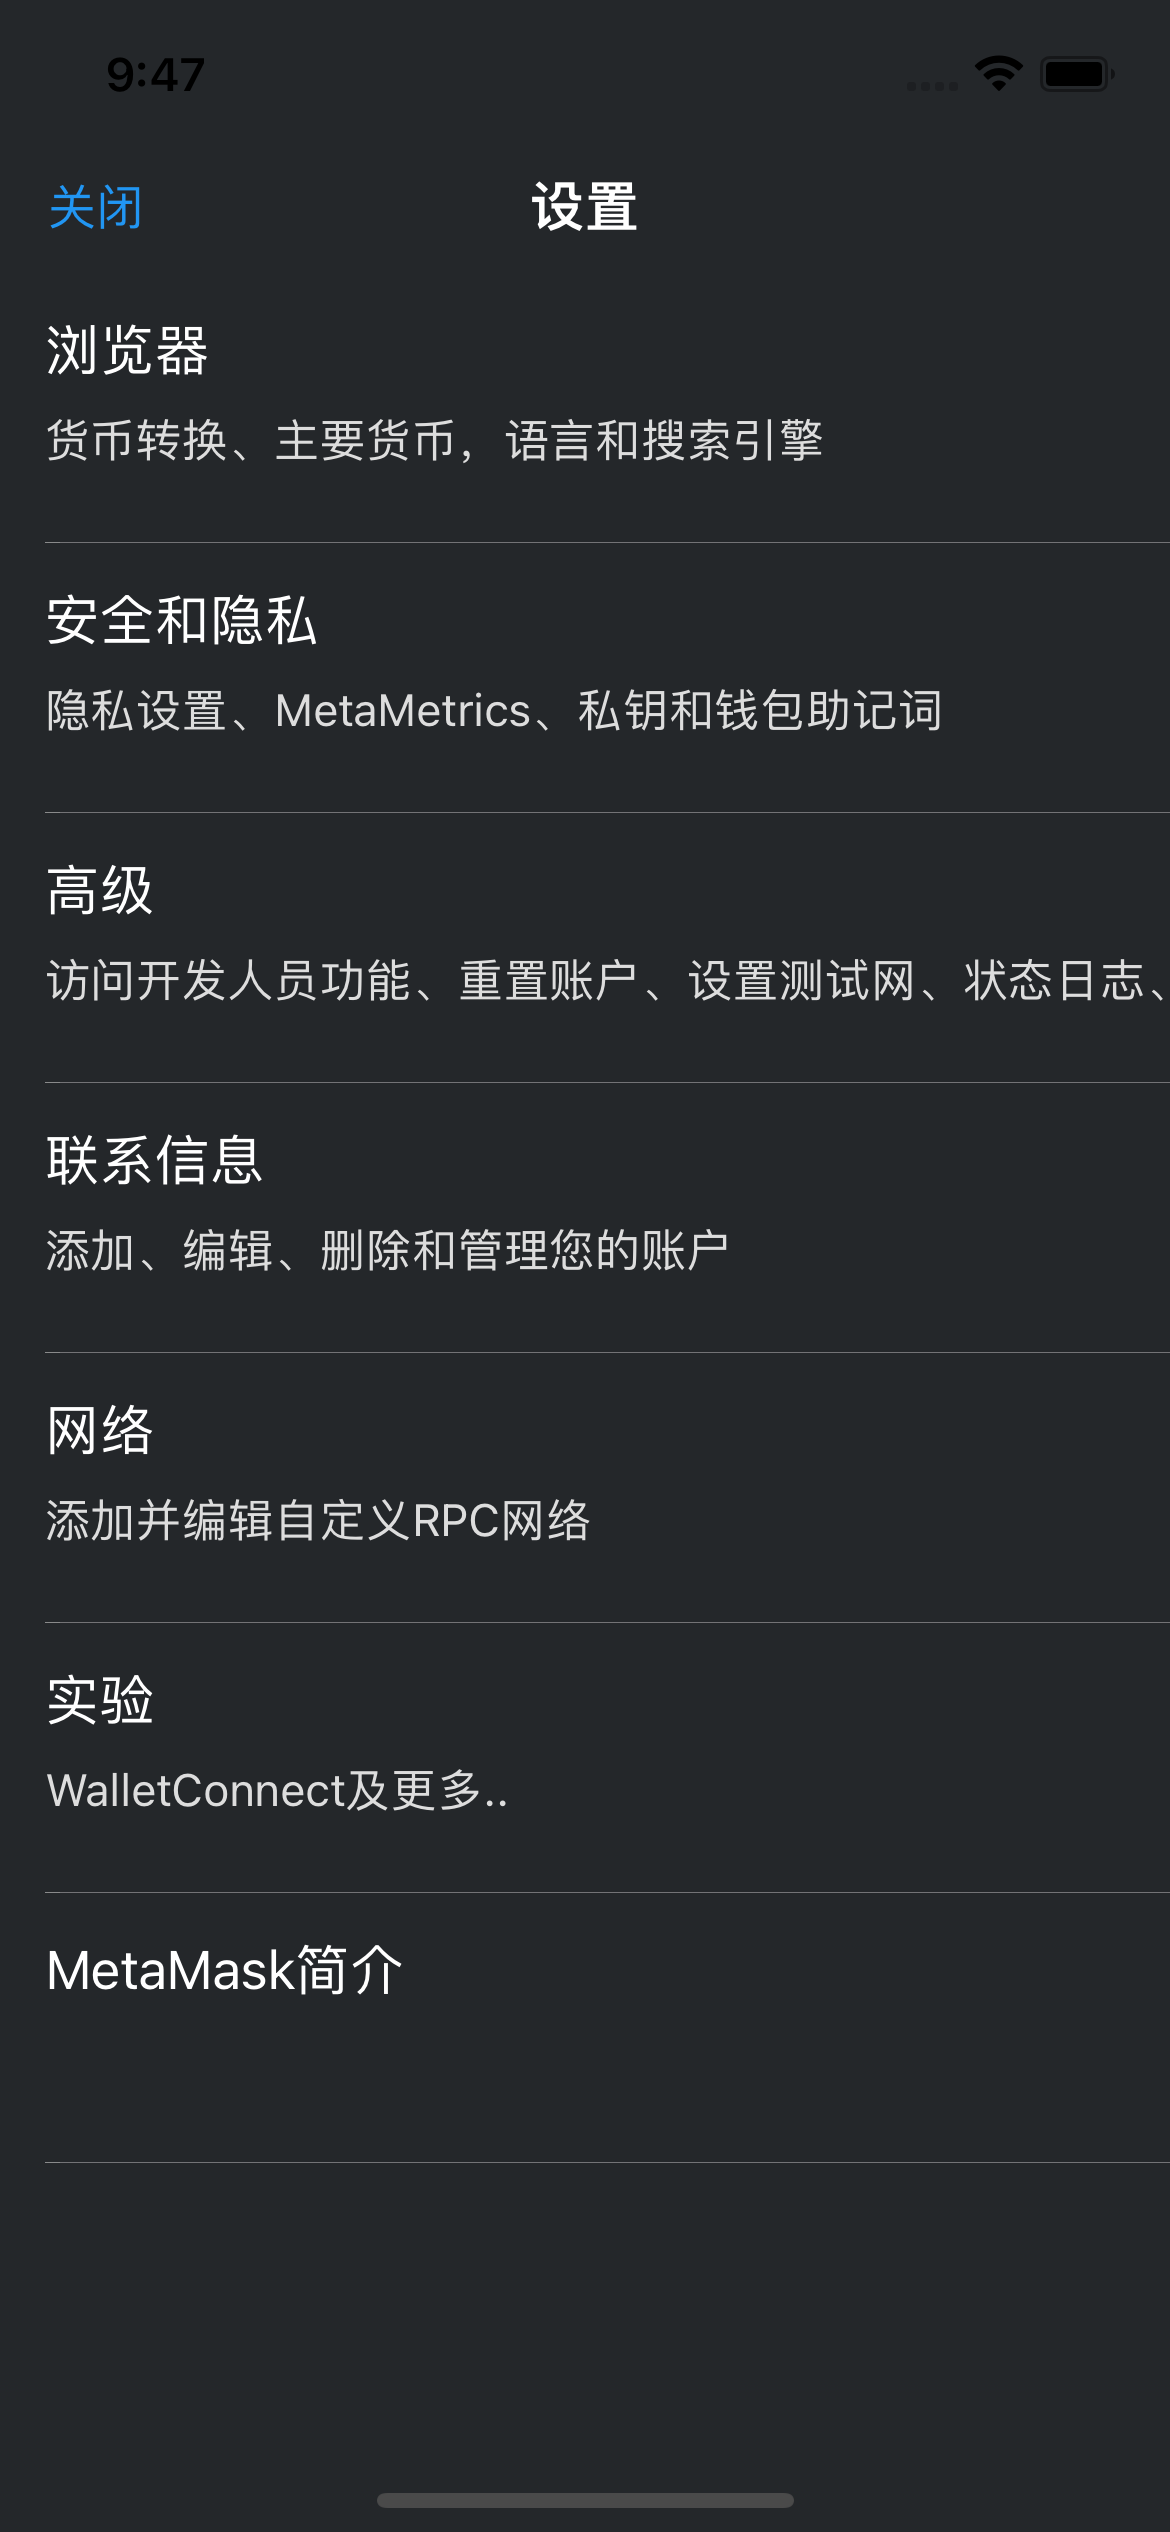 9:47
关闭
设置
浏览器
货币转换、主要货币，语言和搜索引擎
安全和隐私
隐私设置、MetaMetrics、私钥和钱包助记词
高级
访问开发人员功能、重置账户、设置测试网、状态日志、
联系信息
添加、编辑、删除和管理您的账户
网络
添加并编辑自定义RPC网络
实验
WalletConnect及更多..
MetaMask简介